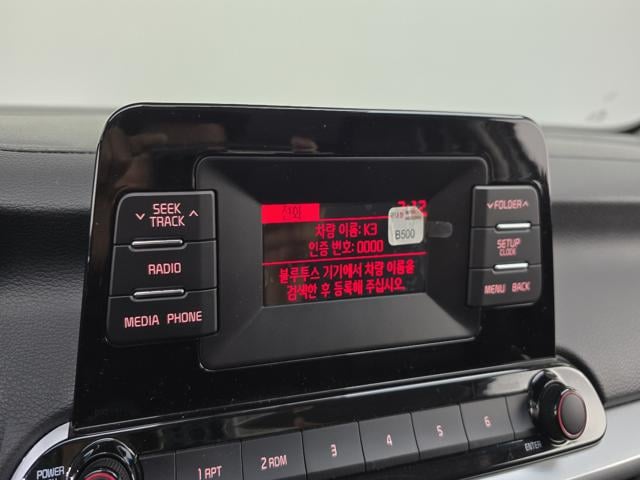 전화
차량 이름: K3
인증 번호: 0000
블루투스 기기에서 차량 이름을
검색한 후 등록해 주십시오.
B500
SEEK
TRACK
RADIO
MEDIA PHONE
FOLDER
SETUP
CLOCK
MENU BACK
POWER
1 RPT
2 RDM
3
4
5
6
ENTER